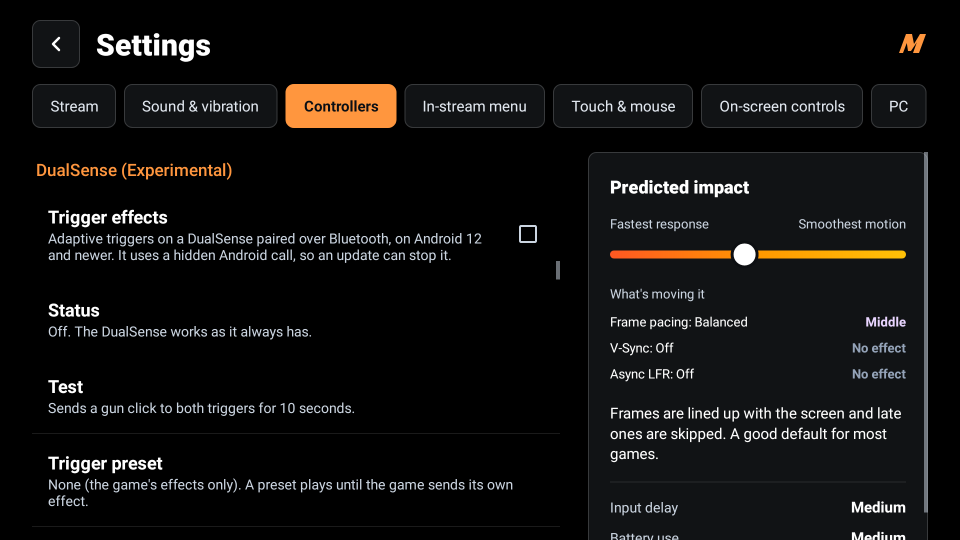 Settings
Stream
Sound & vibration
Controllers
In-stream menu
Touch & mouse
On-screen controls
PC
DualSense (Experimental)
Trigger effects
Adaptive triggers on a DualSense paired over Bluetooth, on Android 12
and newer. It uses a hidden Android call, so an update can stop it.
Status
Off. The DualSense works as it always has.
Test
Sends a gun click to both triggers for 10 seconds.
Trigger preset
None (the game's effects only). A preset plays until the game sends its own
effect.
Predicted impact
Fastest response
Smoothest motion
What's moving it
Frame pacing: Balanced
Middle
V-Sync: Off
No effect
Async LFR: Off
No effect
Frames are lined up with the screen and late
ones are skipped. A good default for most
games.
Input delay
Medium
Battery use
Medium